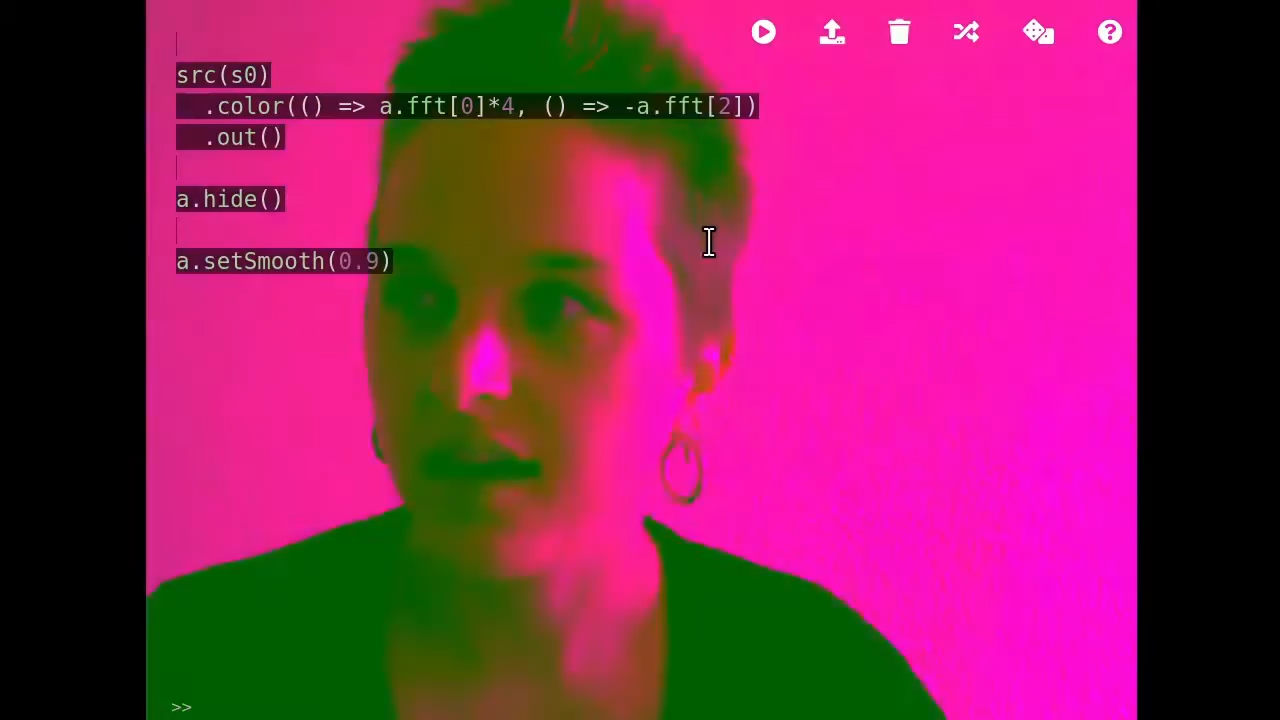 src(s0)
  .color(() => a.fft[0]*4, () => -a.fft[2])
  .out()
a.hide()
a.setSmooth(0.9)
>>